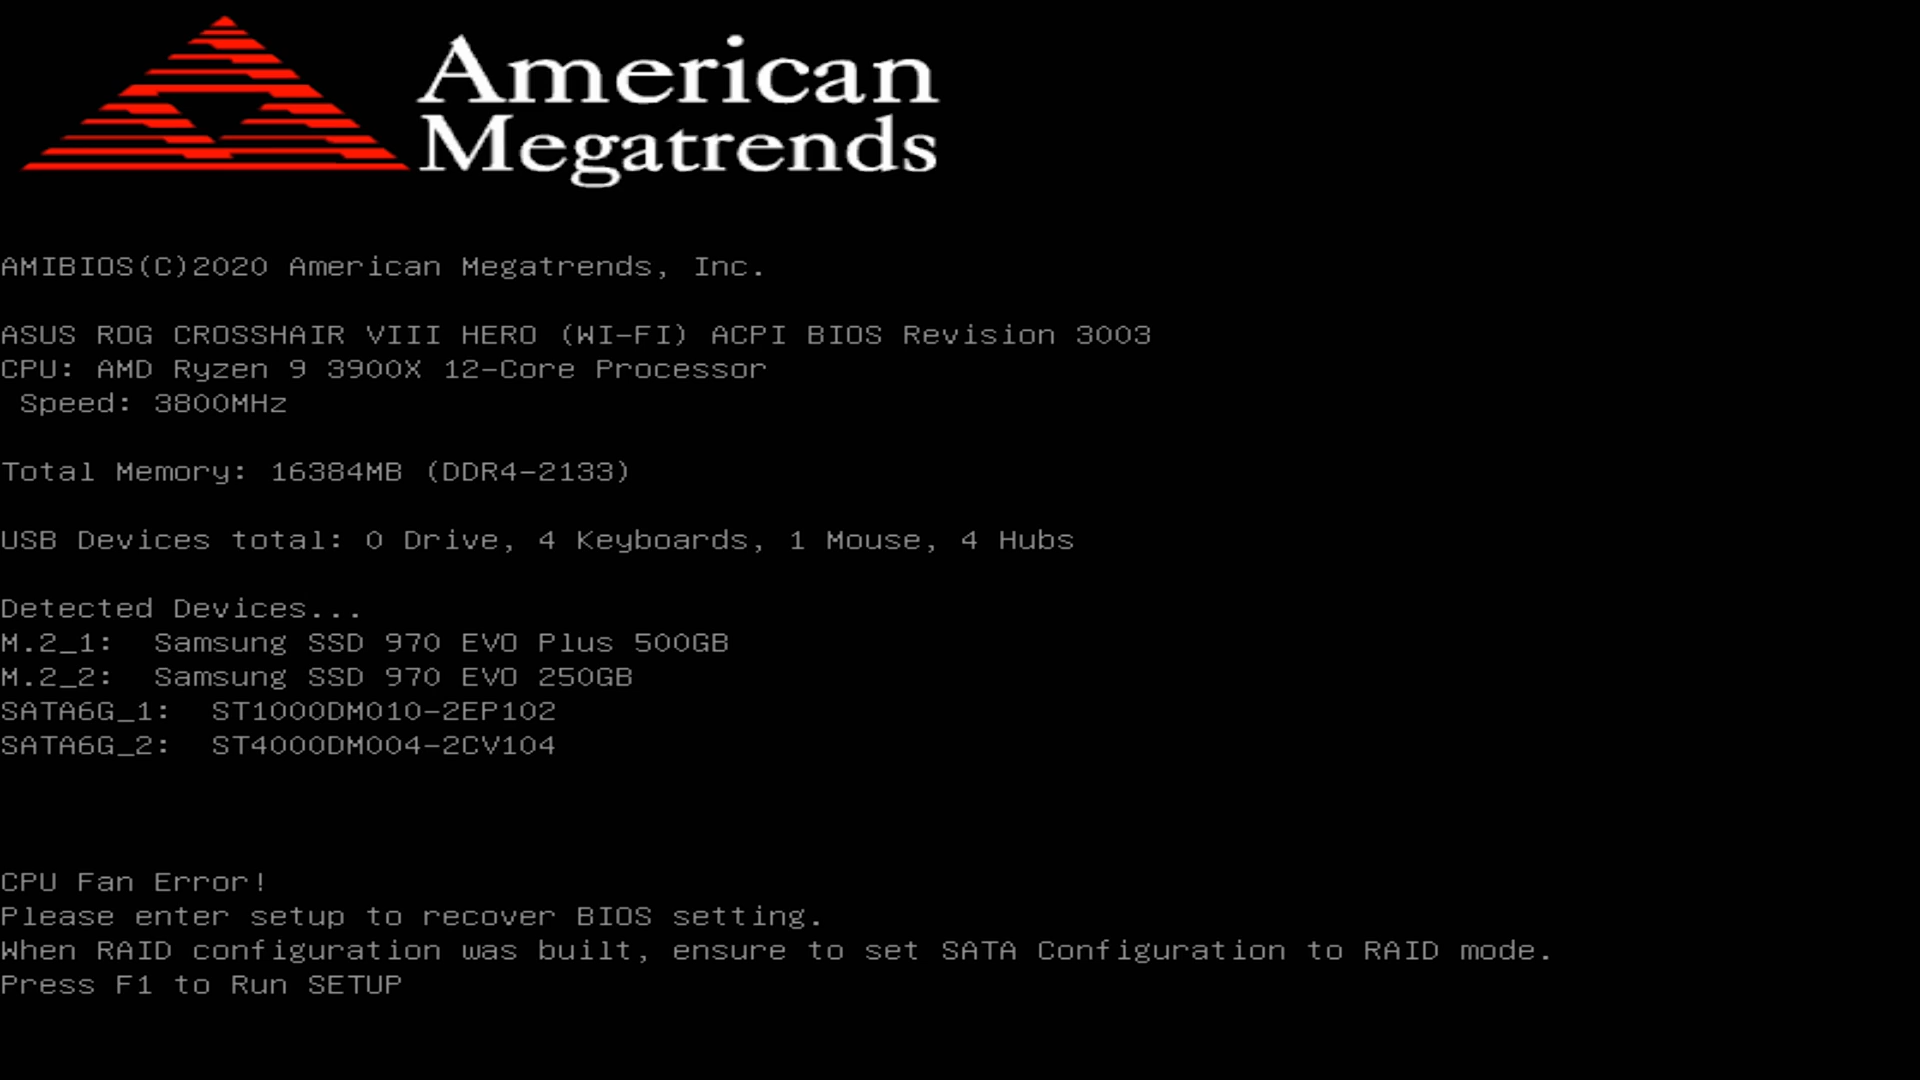 American
Megatrends
AMIBIOS(C)2020 American Megatrends, Inc.
ASUS ROG CROSSHAIR VIII HERO (WI-FI) ACPI BIOS Revision 3003
CPU: AMD Ryzen 9 3900X 12-Core Processor
Speed: 3800MHz
Total Memory: 16384MB (DDR4-2133)
USB Devices total: 0 Drive, 4 Keyboards, 1 Mouse, 4 Hubs
Detected Devices...
M.2_1: Samsung SSD 970 EVO Plus 500GB
M.2_2: Samsung SSD 970 EVO 250GB
SATA6G_1: ST1000DM010-2EP102
SATA6G_2: ST4000DM004-2CV104
CPU Fan Error!
Please enter setup to recover BIOS setting.
When RAID configuration was built, ensure to set SATA Configuration to RAID mode.
Press F1 to Run SETUP